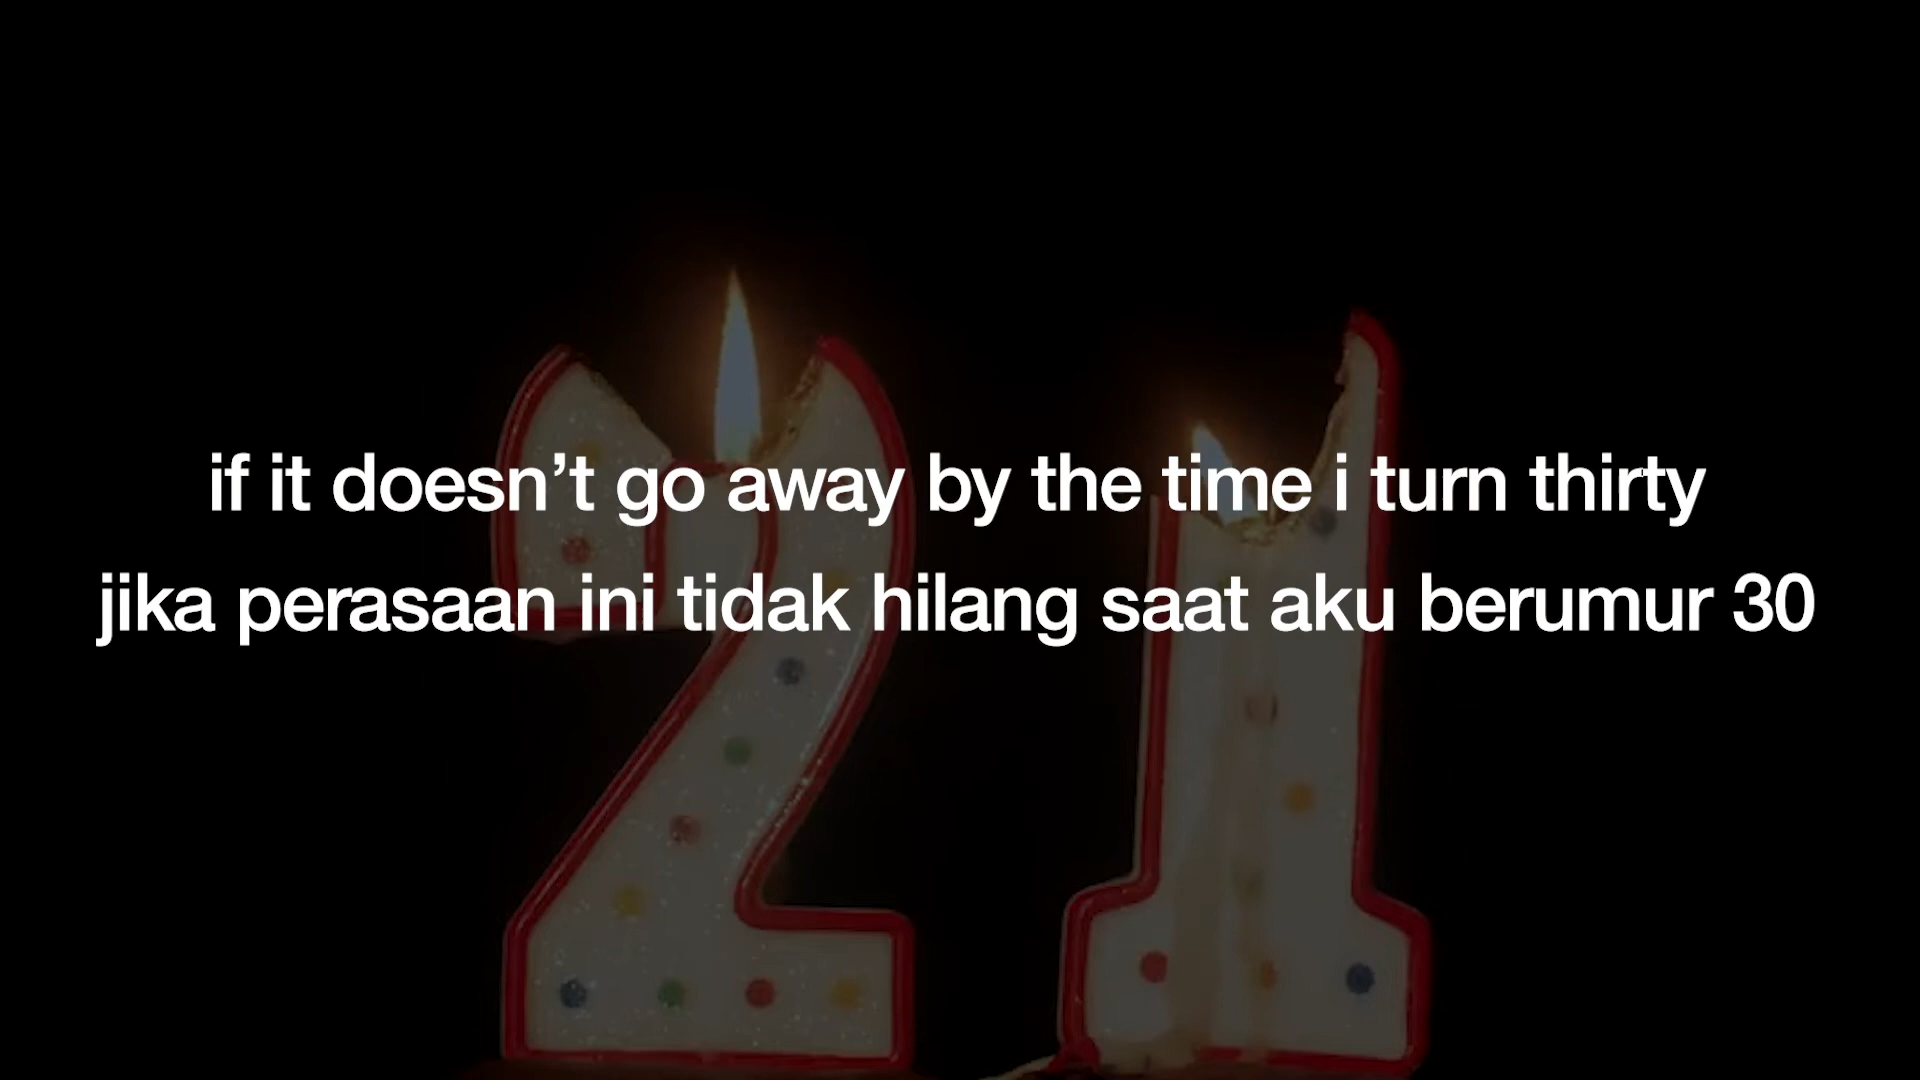 if it doesn’t go away by the time i turn thirty
jika perasaan ini tidak hilang saat aku berumur 30
21